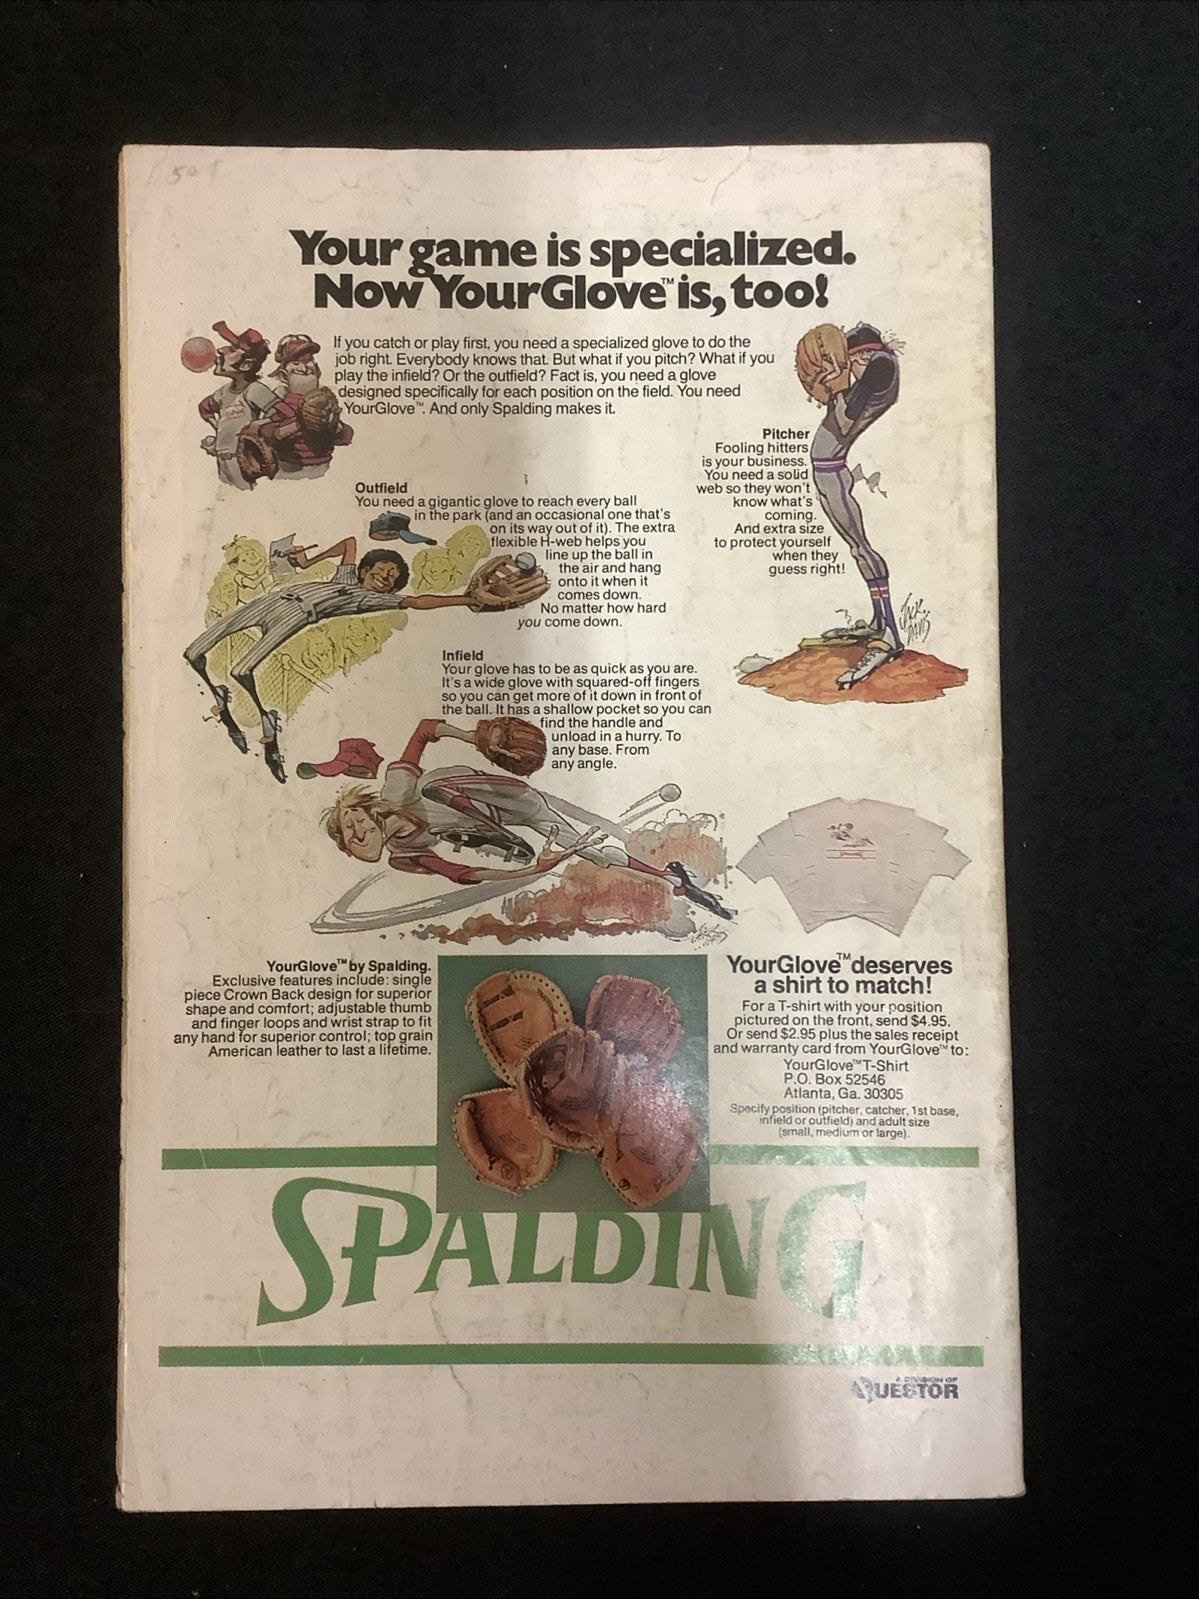 50¢
Your game is specialized.
Now YourGlove™ is, too!
If you catch or play first, you need a specialized glove to do the
job right. Everybody knows that. But what if you pitch? What if you
play the infield? Or the outfield? Fact is, you need a glove
designed specifically for each position on the field. You need
YourGlove™. And only Spalding makes it.
Pitcher
Fooling hitters
is your business.
You need a solid
web so they won't
know what's
coming.
And extra size
to protect yourself
when they
guess right!
JACK
DAVIS
Outfield
You need a gigantic glove to reach every ball
in the park (and an occasional one that's
on its way out of it). The extra
flexible H-web helps you
line up the ball in
the air and hang
onto it when it
comes down.
No matter how hard
you come down.
Infield
Your glove has to be as quick as you are.
It's a wide glove with squared-off fingers
so you can get more of it down in front of
the ball. It has a shallow pocket so you can
find the handle and
unload in a hurry. To
any base. From
any angle.
YourGlove™ by Spalding.
Exclusive features include: single
piece Crown Back design for superior
shape and comfort; adjustable thumb
and finger loops and wrist strap to fit
any hand for superior control; top grain
American leather to last a lifetime.
YourGlove™ deserves
a shirt to match!
For a T-shirt with your position
pictured on the front, send $4.95.
Or send $2.95 plus the sales receipt
and warranty card from YourGlove™ to:
YourGlove™ T-Shirt
P.O. Box 52546
Atlanta, Ga. 30305
Specify position (pitcher, catcher, 1st base,
infield or outfield) and adult size
(small, medium or large).
SPALDING
A DIVISION OF
QUESTOR